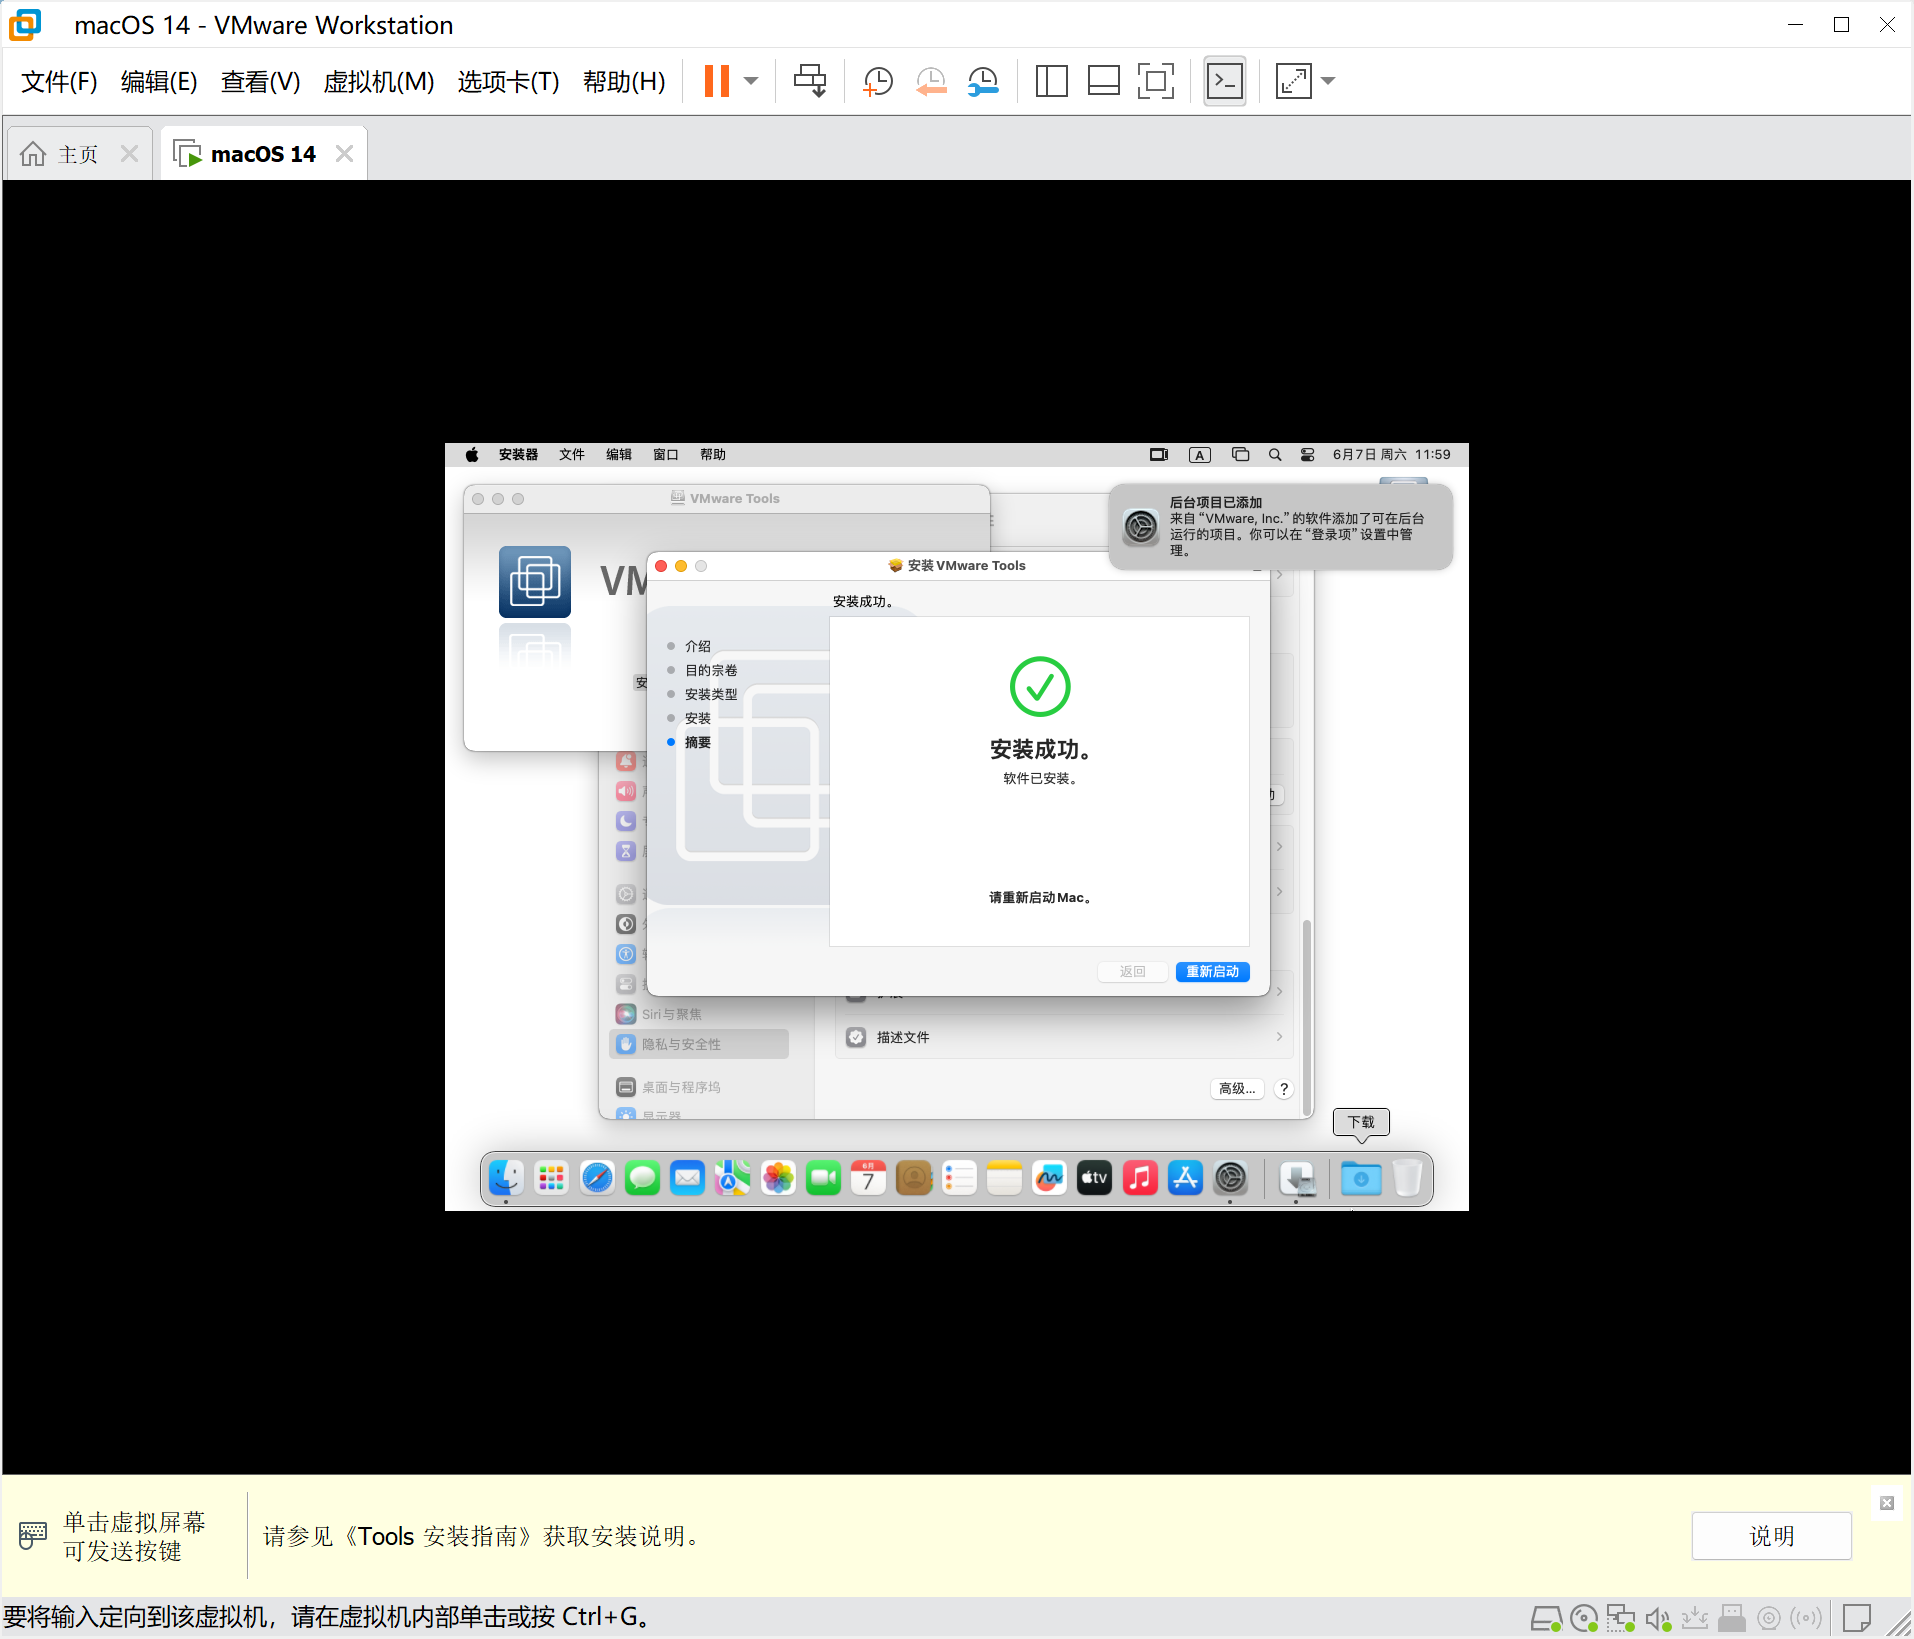 macOS 14 - VMware Workstation
文件(F) 编辑(E) 查看(V) 虚拟机(M) 选项卡(T) 帮助(H)
主页
macOS 14
安装器 文件 编辑 窗口 帮助
A
6月7日 周六 11:59
VMware Tools
后台项目已添加
来自“VMware, Inc.”的软件添加了可在后台
运行的项目。你可以在“登录项”设置中管
理。
安装 VMware Tools
VM
安装成功。
介绍
目的宗卷
安装类型
安装
摘要
安
安装成功。
软件已安装。
请重新启动 Mac。
返回
重新启动
Siri与聚焦
隐私与安全性
描述文件
桌面与程序坞
显示器
高级...
?
下载
6月
7
tv
单击虚拟屏幕
可发送按键
请参见《Tools 安装指南》获取安装说明。
说明
要将输入定向到该虚拟机，请在虚拟机内部单击或按 Ctrl+G。